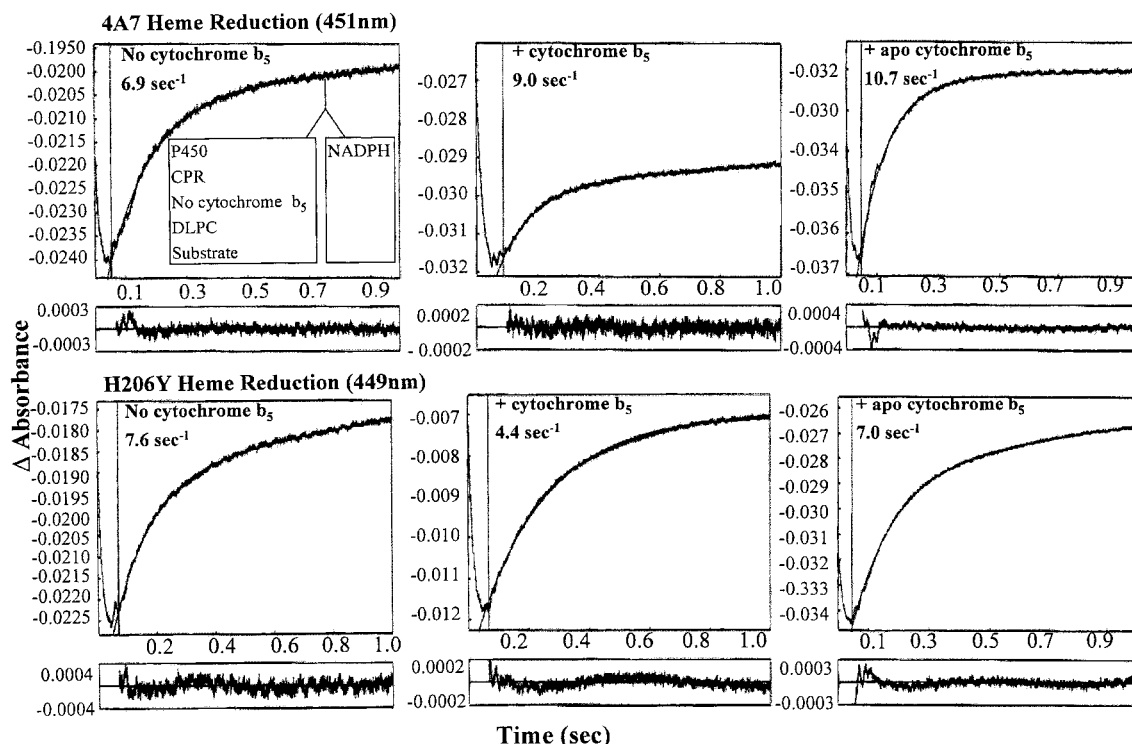 4A7 Heme Reduction (451nm)
No cytochrome b5
6.9 sec-1
-0.1950
-0.0200
-0.0205
-0.0210
-0.0215
-0.0220
-0.0225
-0.0230
-0.0235
-0.0240
P450
CPR
No cytochrome b5
DLPC
Substrate
NADPH
0.1 0.3 0.5 0.7 0.9
0.0003
-0.0003
+ cytochrome b5
9.0 sec-1
-0.027
-0.028
-0.029
-0.030
-0.031
-0.032
0.2 0.4 0.6 0.8 1.0
0.0002
-0.0002
+ apo cytochrome b5
10.7 sec-1
-0.032
-0.030
-0.034
-0.035
-0.036
-0.037
0.1 0.3 0.5 0.7 0.9
0.0004
-0.0004
Δ Absorbance
H206Y Heme Reduction (449nm)
No cytochrome b5
7.6 sec-1
-0.0173
-0.0180
-0.0185
-0.0190
-0.0195
-0.0200
-0.0210
-0.0215
-0.0220
-0.0225
0.2 0.4 0.6 0.8 1.0
0.0004
-0.0004
+ cytochrome b5
4.4 sec-1
-0.007
-0.008
-0.009
-0.010
-0.011
-0.012
0.2 0.4 0.6 0.8 1.0
0.0002
-0.0002
+ apo cytochrome b5
7.0 sec-1
-0.026
-0.027
-0.028
-0.029
-0.030
-0.031
-0.032
-0.333
-0.034
0.1 0.3 0.5 0.7 0.9
0.0003
-0.0003
Time (sec)